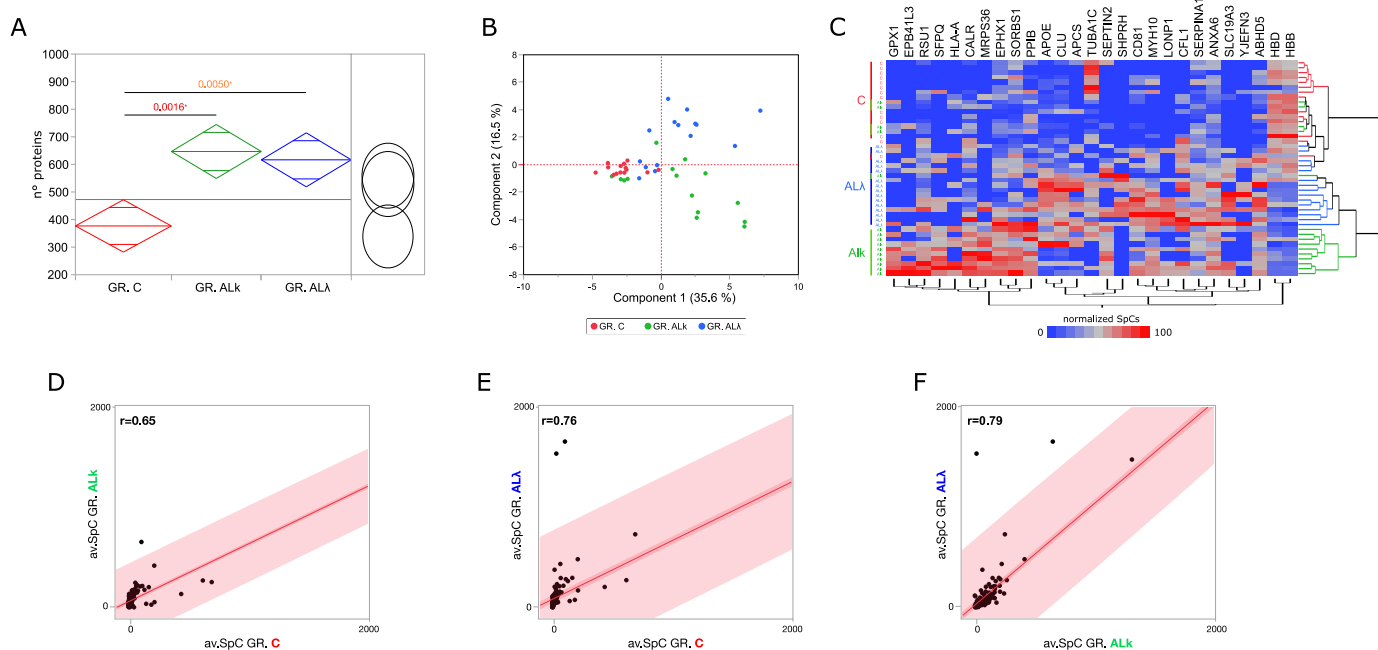 A
n° proteins
1000
900
800
700
600
500
400
300
200
0.0050*
0.0016*
GR. C
GR. ALk
GR. ALλ
B
Component 2 (16.5 %)
8
6
4
2
0
-2
-4
-6
-8
-10
-5
0
5
10
Component 1 (35.6 %)
GR. C
GR. ALk
GR. ALλ
C
GPX1
EPB41L3
RSU1
SFPQ
HLA-A
CALR
MRPS36
EPHX1
SORBS1
PPIB
APOE
CLU
APCS
TUBA1C
SEPTIN2
SHPRH
CD81
MYH10
LONP1
CFL1
SERPINA1
ANXA6
SLC19A3
YJEFN3
ABHD5
HBD
HBB
C
ALλ
Alk
normalized SpCs
0
100
D
2000
r=0.65
av.SpC GR. ALk
0
0
2000
av.SpC GR. C
E
2000
r=0.76
av.SpC GR. ALλ
0
0
2000
av.SpC GR. C
F
2000
r=0.79
av.SpC GR. ALλ
0
0
2000
av.SpC GR. ALk